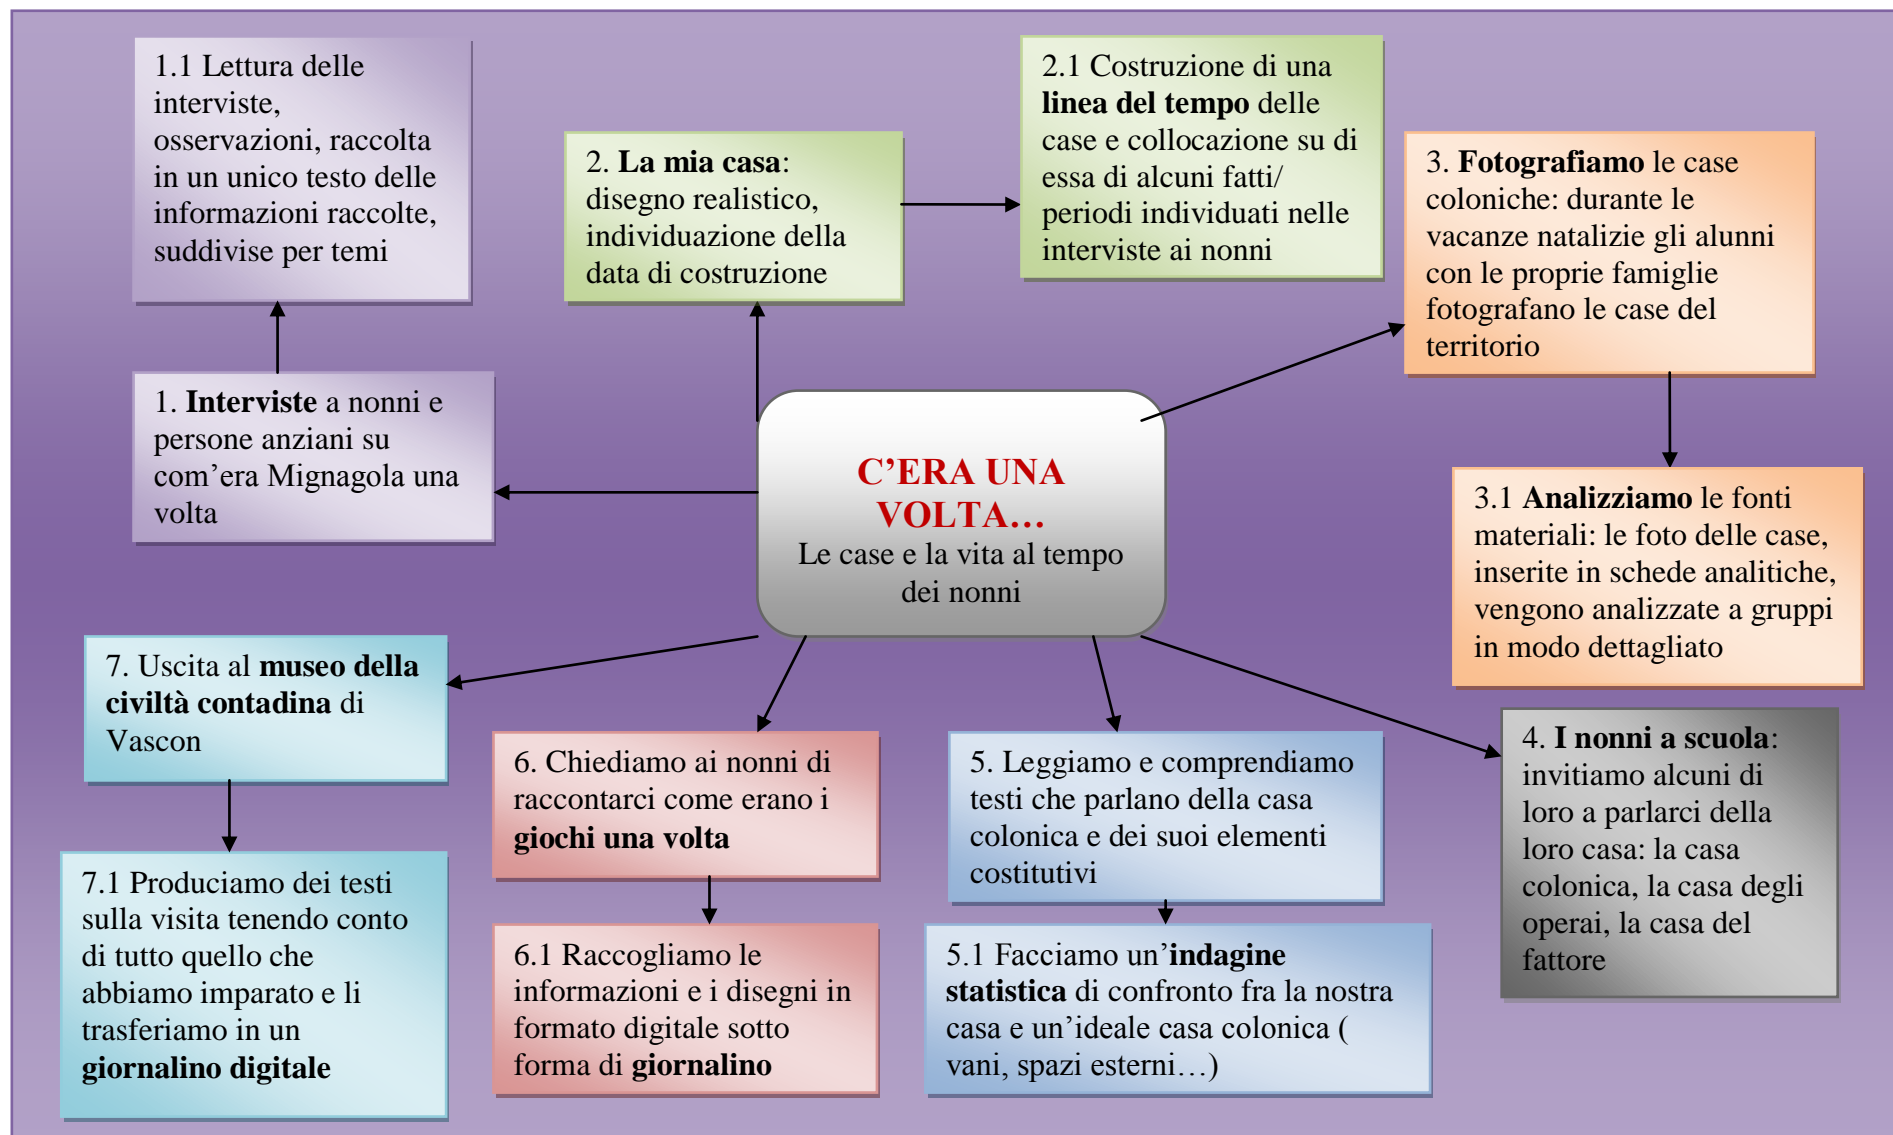 1.1 Lettura delle
interviste,
osservazioni, raccolta
in un unico testo delle
informazioni raccolte,
suddivise per temi
1. Interviste a nonni e
persone anziani su
com’era Mignagola una
volta
2. La mia casa:
disegno realistico,
individuazione della
data di costruzione
2.1 Costruzione di una
linea del tempo delle
case e collocazione su di
essa di alcuni fatti/
periodi individuati nelle
interviste ai nonni
3. Fotografiamo le case
coloniche: durante le
vacanze natalizie gli alunni
con le proprie famiglie
fotografano le case del
territorio
3.1 Analizziamo le fonti
materiali: le foto delle case,
inserite in schede analitiche,
vengono analizzate a gruppi
in modo dettagliato
C’ERA UNA
VOLTA…
Le case e la vita al tempo
dei nonni
4. I nonni a scuola:
invitiamo alcuni di
loro a parlarci della
loro casa: la casa
colonica, la casa degli
operai, la casa del
fattore
5. Leggiamo e comprendiamo
testi che parlano della casa
colonica e dei suoi elementi
costitutivi
5.1 Facciamo un’indagine
statistica di confronto fra la nostra
casa e un’ideale casa colonica (
vani, spazi esterni…)
6. Chiediamo ai nonni di
raccontarci come erano i
giochi una volta
6.1 Raccogliamo le
informazioni e i disegni in
formato digitale sotto
forma di giornalino
7. Uscita al museo della
civiltà contadina di
Vascon
7.1 Produciamo dei testi
sulla visita tenendo conto
di tutto quello che
abbiamo imparato e li
trasferiamo in un
giornalino digitale